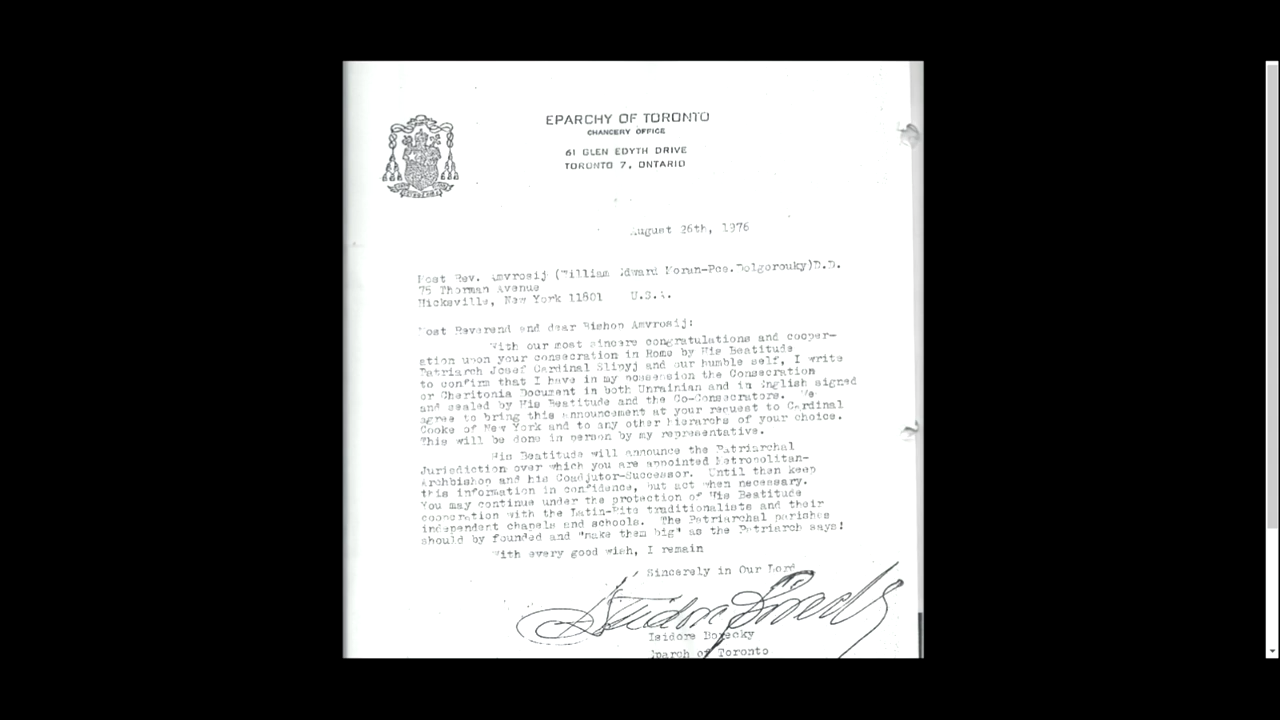 EPARCHY OF TORONTO
CHANCERY OFFICE
61 GLEN EDYTH DRIVE
TORONTO 7, ONTARIO
August 26th, 1976
Most Rev. Amvrosij (William Edward Moran-Pce.Dolgorouky)D.D.
75 Thorman Avenue
Hicksville, New York 11801 U.S.A.
Most Reverend and dear Bishop Amvrosij:
With our most sincere congratulations and cooper-
ation upon your consecration in Rome by His Beatitude
Patriarch Josef Cardinal Slipyj and our humble self, I write
to confirm that I have in my possession the Consecration
or Cheritonia Document in both Unrainian and in English signed
and sealed by His Beatitude and the Co-Consecrators. We
agree to bring this announcement at your request to Cardinal
Cooke of New York and to any other hierarchs of your choice.
This will be done in person by my representative.
His Beatitude will announce the Patriarchal
Jurisdiction over which you are appointed Metropolitan-
Archbishop and his Coadjutor-Successor. Until then keep
this information in confidence, but act when necessary.
You may continue under the protection of His Beatitude
cooperation with the Latin-Rite traditionalists and their
independent chapels and schools. The Patriarchal parishes
should by founded and "make them big" as the Patriarch says!
With every good wish, I remain
Sincerely in Our Lord
Isidore Borecky
Isidore Borecky
Eparch of Toronto